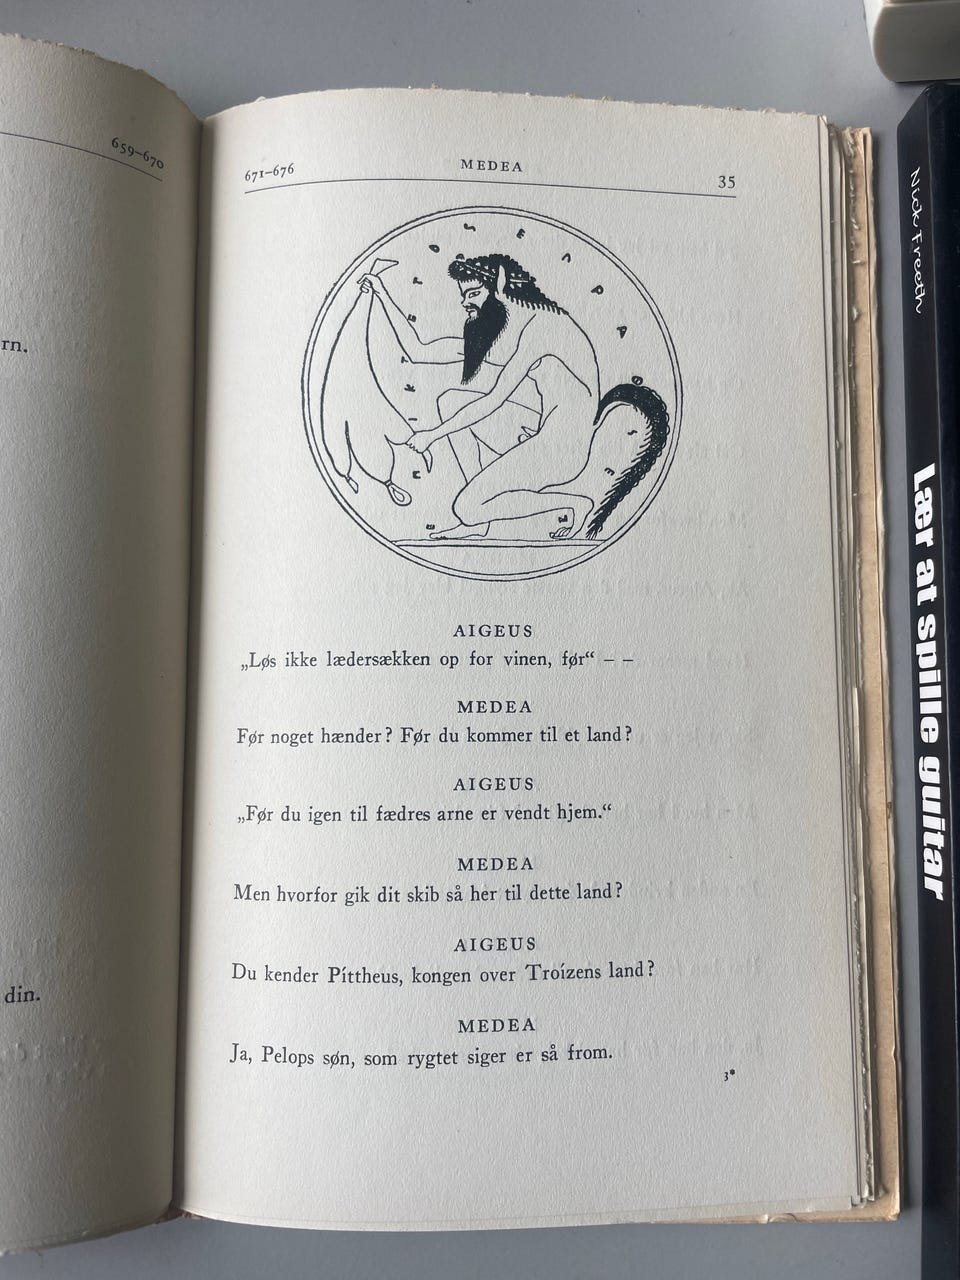 659–670
rn.
din.
671–676
MEDEA
35
AIGEUS
„Løs ikke lædersækken op for vinen, før“ – –
MEDEA
Før noget hænder? Før du kommer til et land?
AIGEUS
„Før du igen til fædres arne er vendt hjem.“
MEDEA
Men hvorfor gik dit skib så her til dette land?
AIGEUS
Du kender Píttheus, kongen over Troízens land?
MEDEA
Ja, Pelops søn, som rygtet siger er så from.
3*
Nick Freeth
Lær at spille guitar